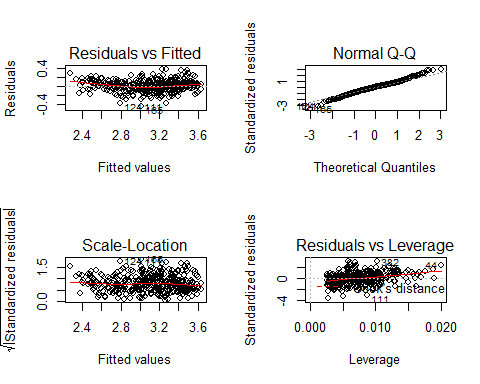 Residuals vs Fitted
Residuals
0.4
-0.4
2.4 2.8 3.2 3.6
Fitted values
Normal Q-Q
Standardized residuals
1
-3
-3 -1 0 1 2 3
Theoretical Quantiles
Scale-Location
√|Standardized residuals|
1.5
0.0
2.4 2.8 3.2 3.6
Fitted values
Residuals vs Leverage
Standardized residuals
0
-4
382
44
distance
111
0.000 0.010 0.020
Leverage